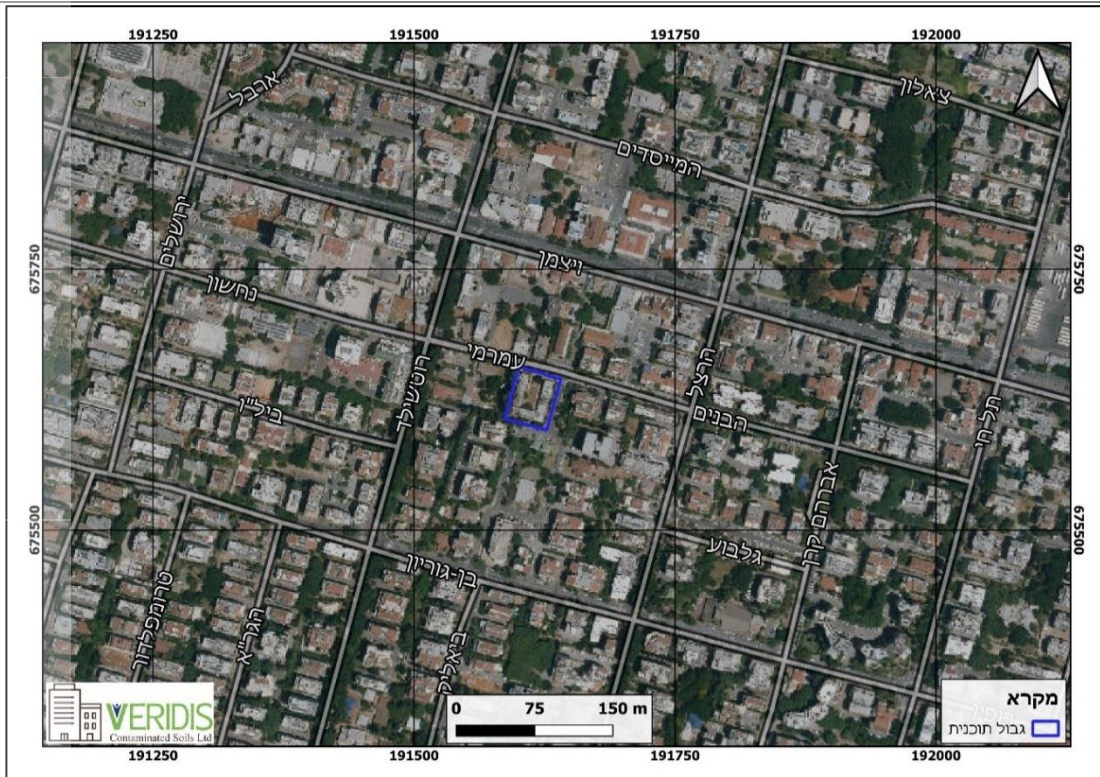 191250 191500 191750 192000
ארבל
צאלון
המייסדים
ירושלים
ויצמן
675750 675750
נחשון
עמרמי
רוטשילד
הרצל
הבנים
ביל"ו
תל חי
אברהם קרן
675500 675500
גלבוע
בן-גוריון
טרומפלדור
הגר"א
ביאליק
VERIDIS
Contaminated Soils Ltd
0 75 150 m
מקרא
גבול תוכנית
191250 191500 191750 192000